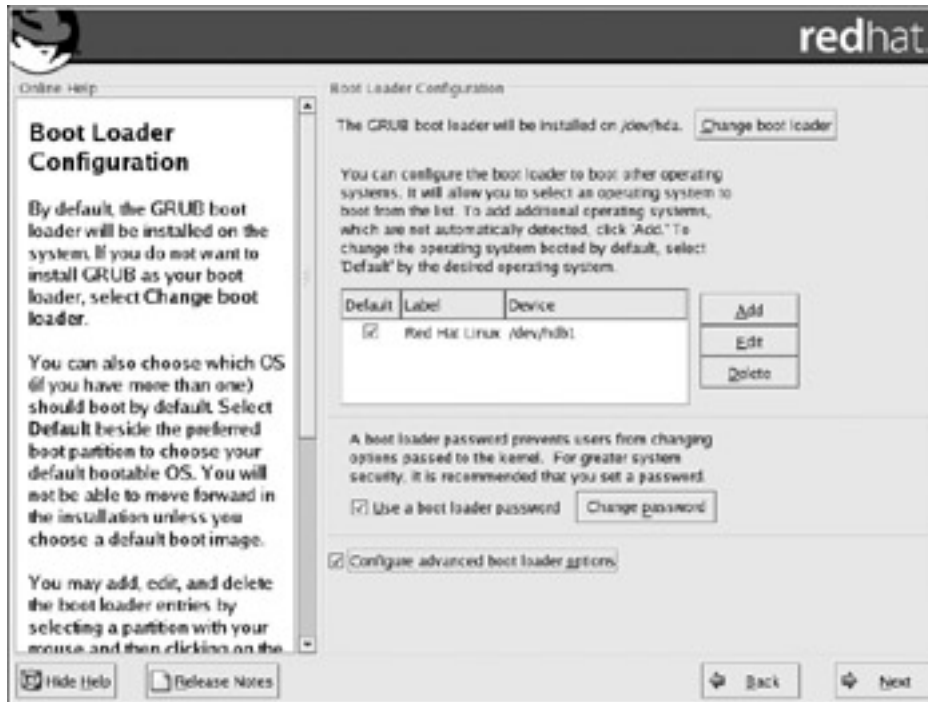 redhat.
Online Help
Boot Loader
Configuration
By default, the GRUB boot
loader will be installed on the
system. If you do not want to
install GRUB as your boot
loader, select Change boot
loader.
You can also choose which OS
(if you have more than one)
should boot by default. Select
Default beside the preferred
boot partition to choose your
default bootable OS. You will
not be able to move forward in
the installation unless you
choose a default boot image.
You may add, edit, and delete
the boot loader entries by
selecting a partition with your
mouse and then clicking on the
Boot Loader Configuration
The GRUB boot loader will be installed on /dev/hda.
Change boot loader
You can configure the boot loader to boot other operating
systems. It will allow you to select an operating system to
boot from the list. To add additional operating systems,
which are not automatically detected, click 'Add.' To
change the operating system booted by default, select
'Default' by the desired operating system.
Default Label Device
Red Hat Linux /dev/hdb1
Add
Edit
Delete
A boot loader password prevents users from changing
options passed to the kernel. For greater system
security, it is recommended that you set a password.
Use a boot loader password
Change password
Configure advanced boot loader options
Hide Help
Release Notes
Back
Next